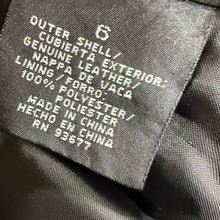 6
OUTER SHELL/
CUBIERTA EXTERIOR:
GENUINE LEATHER/
NAPPA DE VACA
LINING/FORRO:
100% POLYESTER/
POLIESTER
MADE IN CHINA
HECHO EN CHINA
RN 93677